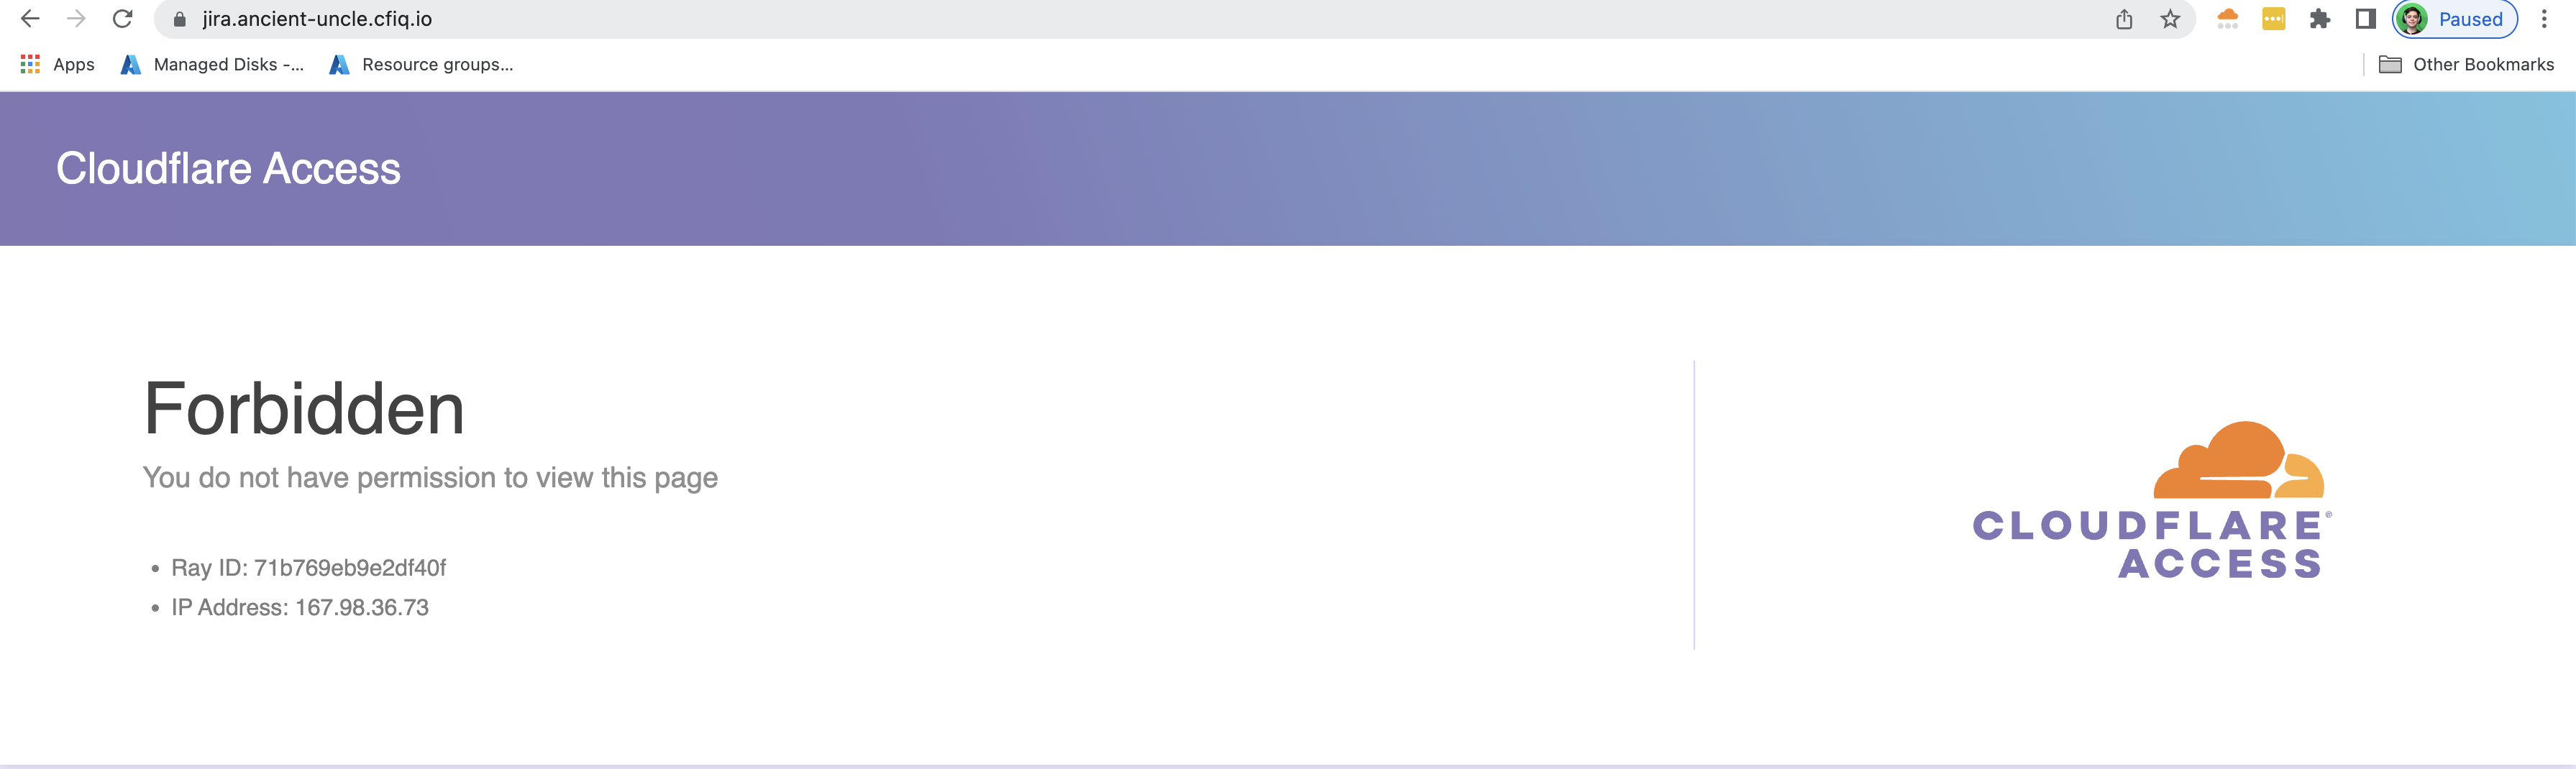 jira.ancient-uncle.cfiq.io
Paused
Apps
Managed Disks -...
Resource groups...
Other Bookmarks
Cloudflare Access
Forbidden
You do not have permission to view this page
• Ray ID: 71b769eb9e2df40f
• IP Address: 167.98.36.73
CLOUDFLARE®
ACCESS